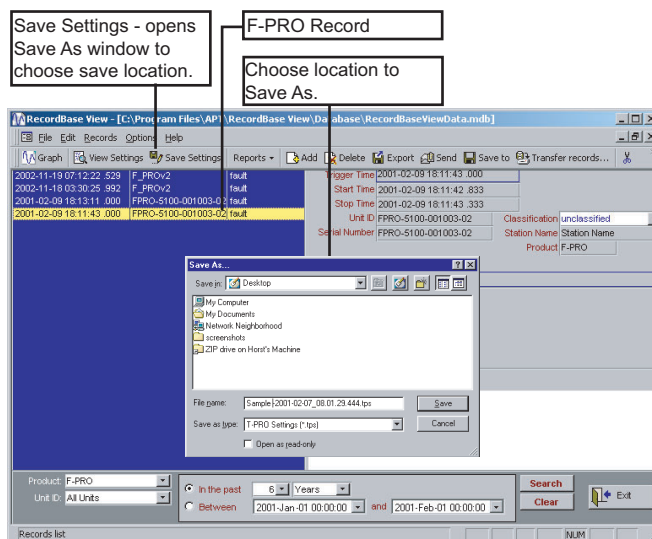 Save Settings - opens
Save As window to
choose save location.
F-PRO Record
Choose location to
Save As.
RecordBase View - [C:\Program Files\APT\RecordBase View\Database\RecordBaseViewData.mdb]
File Edit Records Options Help
Graph View Settings Save Settings Reports Add Delete Export Send Save to Transfer records...
2002-11-19 07:12:22 .529 F_PROv2 fault
2002-11-18 03:30:25 .992 F_PROv2 fault
2001-02-09 18:13:11 .000 FPRO-5100-001003-02 fault
2001-02-09 18:11:43 .000 FPRO-5100-001003-02 fault
Trigger Time 2001-02-09 18:11:43 .000
Start Time 2001-02-09 18:11:42 .833
Stop Time 2001-02-09 18:11:43 .333
Unit ID FPRO-5100-001003-02 Classification unclassified
Serial Number FPRO-5100-001003-02 Station Name Station Name
Product F-PRO
Save As...
Save in: Desktop
My Computer
My Documents
Network Neighborhood
screenshots
ZIP drive on Horst's Machine
File name: Sample-2001-02-07_08.01.29.444.tps Save
Save as type: T-PRO Settings (*.tps) Cancel
Open as read-only
Product: F-PRO In the past 6 Years Search
Unit ID: All Units Between 2001-Jan-01 00:00:00 and 2001-Feb-01 00:00:00 Clear Exit
Records list NUM